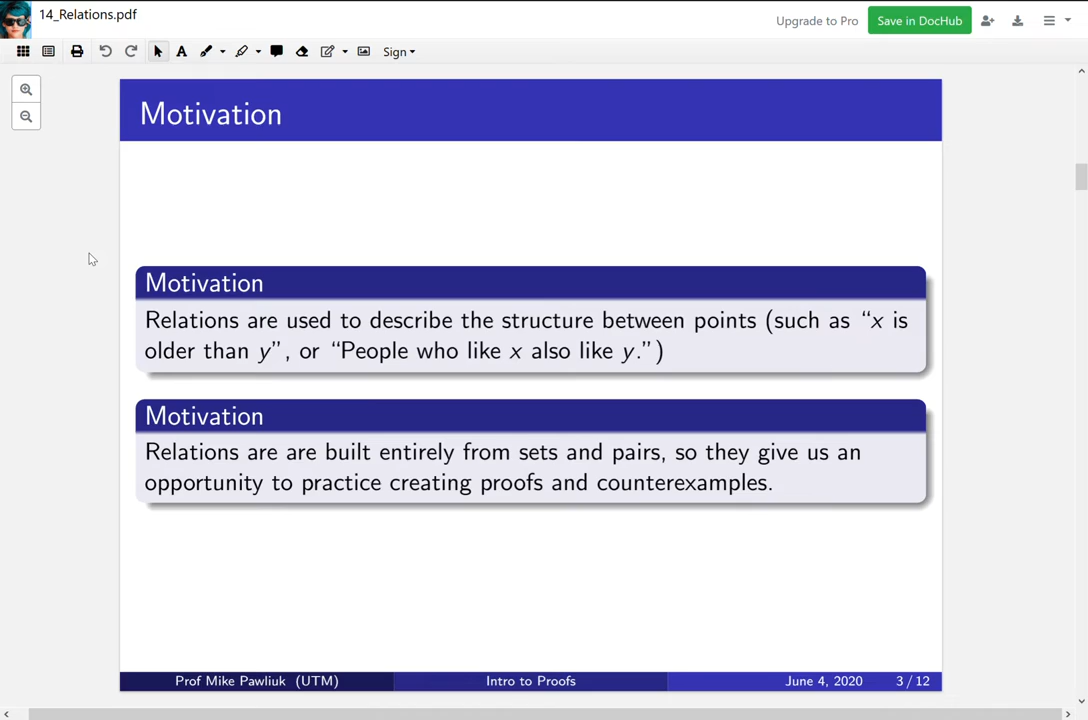 14_Relations.pdf
Upgrade to Pro
Save in DocHub
A
Sign
Motivation
Motivation
Relations are used to describe the structure between points (such as “x is
older than y”, or “People who like x also like y.”)
Motivation
Relations are are built entirely from sets and pairs, so they give us an
opportunity to practice creating proofs and counterexamples.
Prof Mike Pawliuk (UTM) Intro to Proofs June 4, 2020 3 / 12